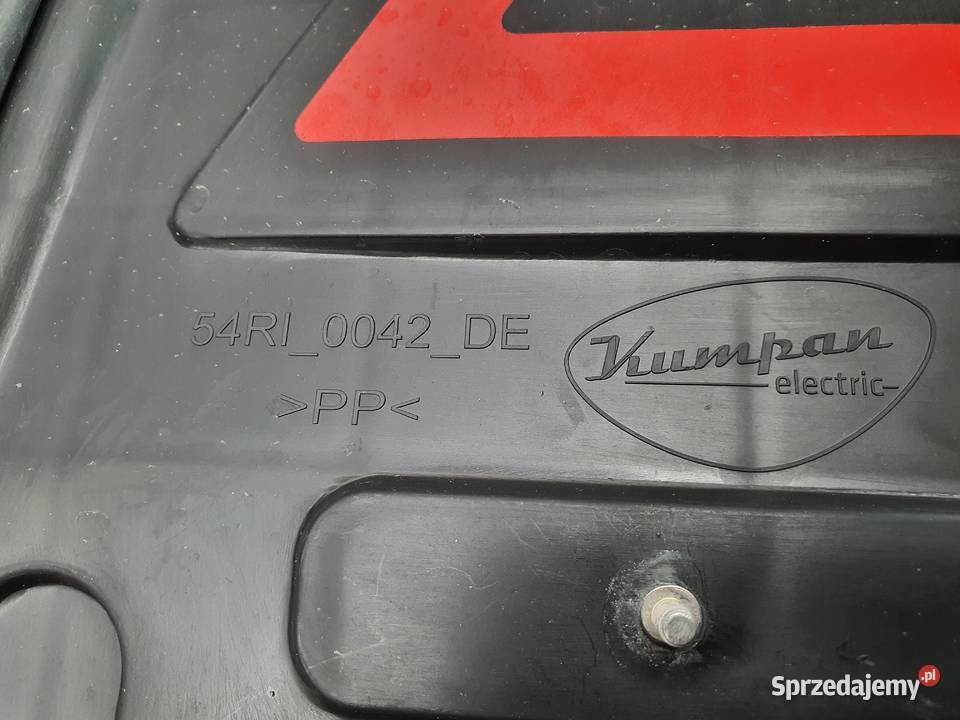 54RI_0042_DE
>PP<
Kumpan
electric
Sprzedajemy.pl